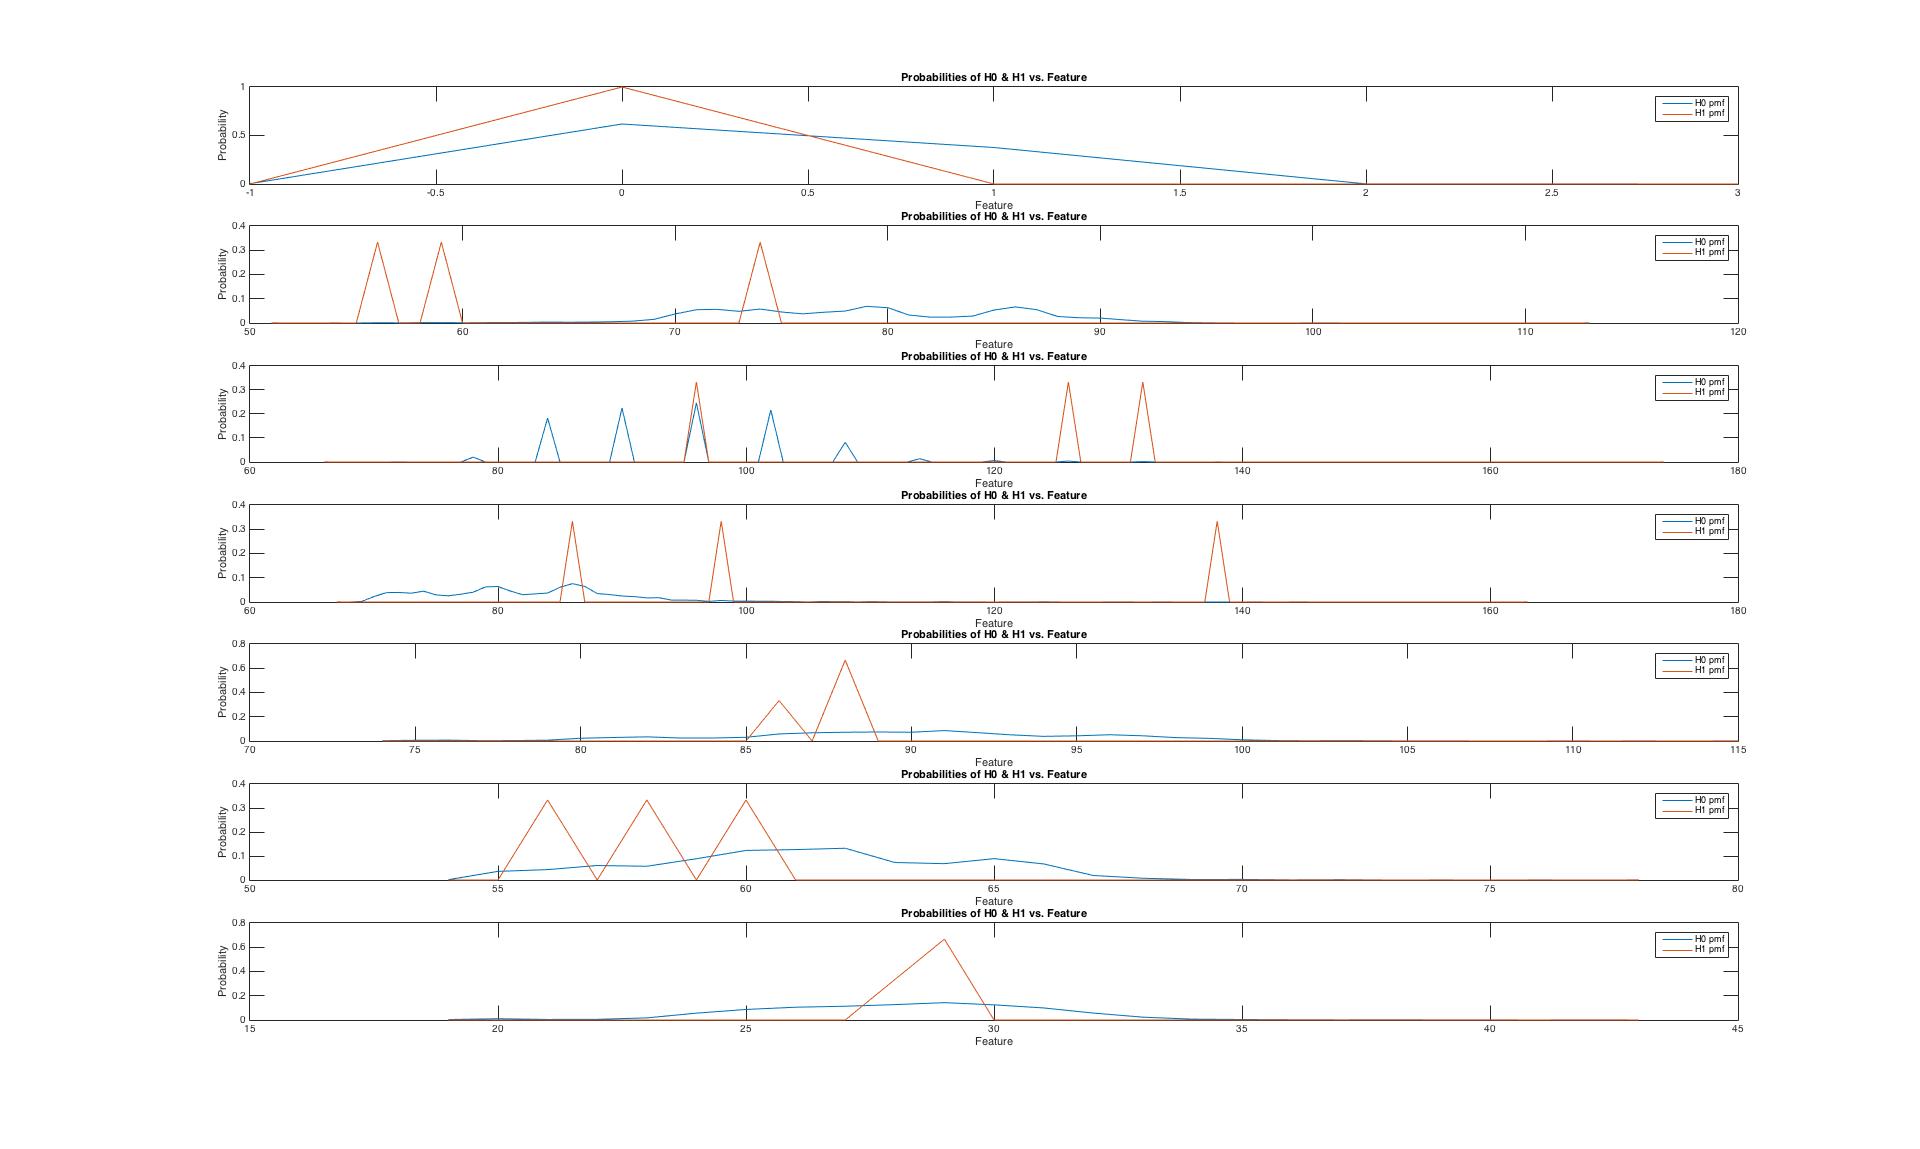 Probabilities of H0 & H1 vs. Feature
1
0.5
0
Probability
H0 pmf
H1 pmf
-1 -0.5 0 0.5 1 1.5 2 2.5 3
Feature
Probabilities of H0 & H1 vs. Feature
0.4
0.3
0.2
0.1
0
Probability
H0 pmf
H1 pmf
50 60 70 80 90 100 110 120
Feature
Probabilities of H0 & H1 vs. Feature
0.4
0.3
0.2
0.1
0
Probability
H0 pmf
H1 pmf
60 80 100 120 140 160 180
Feature
Probabilities of H0 & H1 vs. Feature
0.4
0.3
0.2
0.1
0
Probability
H0 pmf
H1 pmf
60 80 100 120 140 160 180
Feature
Probabilities of H0 & H1 vs. Feature
0.8
0.6
0.4
0.2
0
Probability
H0 pmf
H1 pmf
70 75 80 85 90 95 100 105 110 115
Feature
Probabilities of H0 & H1 vs. Feature
0.4
0.3
0.2
0.1
0
Probability
H0 pmf
H1 pmf
50 55 60 65 70 75 80
Feature
Probabilities of H0 & H1 vs. Feature
0.8
0.6
0.4
0.2
0
Probability
H0 pmf
H1 pmf
15 20 25 30 35 40 45
Feature